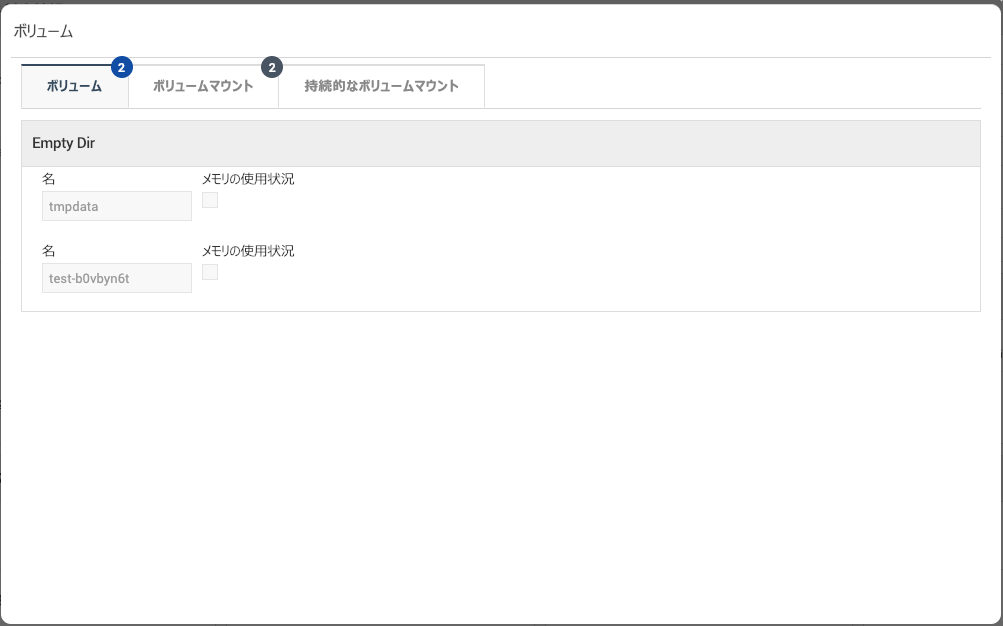 ボリューム
ボリューム 2
ボリュームマウント 2
持続的なボリュームマウント
Empty Dir
名 メモリの使用状況
tmpdata
名 メモリの使用状況
test-b0vbyn6t